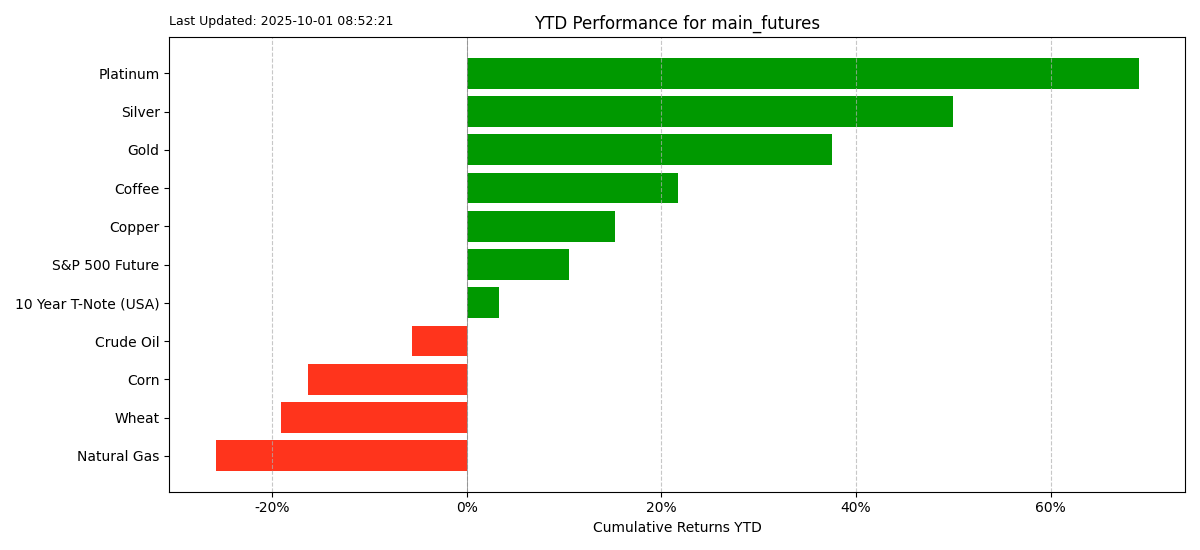 Last Updated: 2025-10-01 08:52:21
YTD Performance for main_futures
Platinum
Silver
Gold
Coffee
Copper
S&P 500 Future
10 Year T-Note (USA)
Crude Oil
Corn
Wheat
Natural Gas
-20% 0% 20% 40% 60%
Cumulative Returns YTD